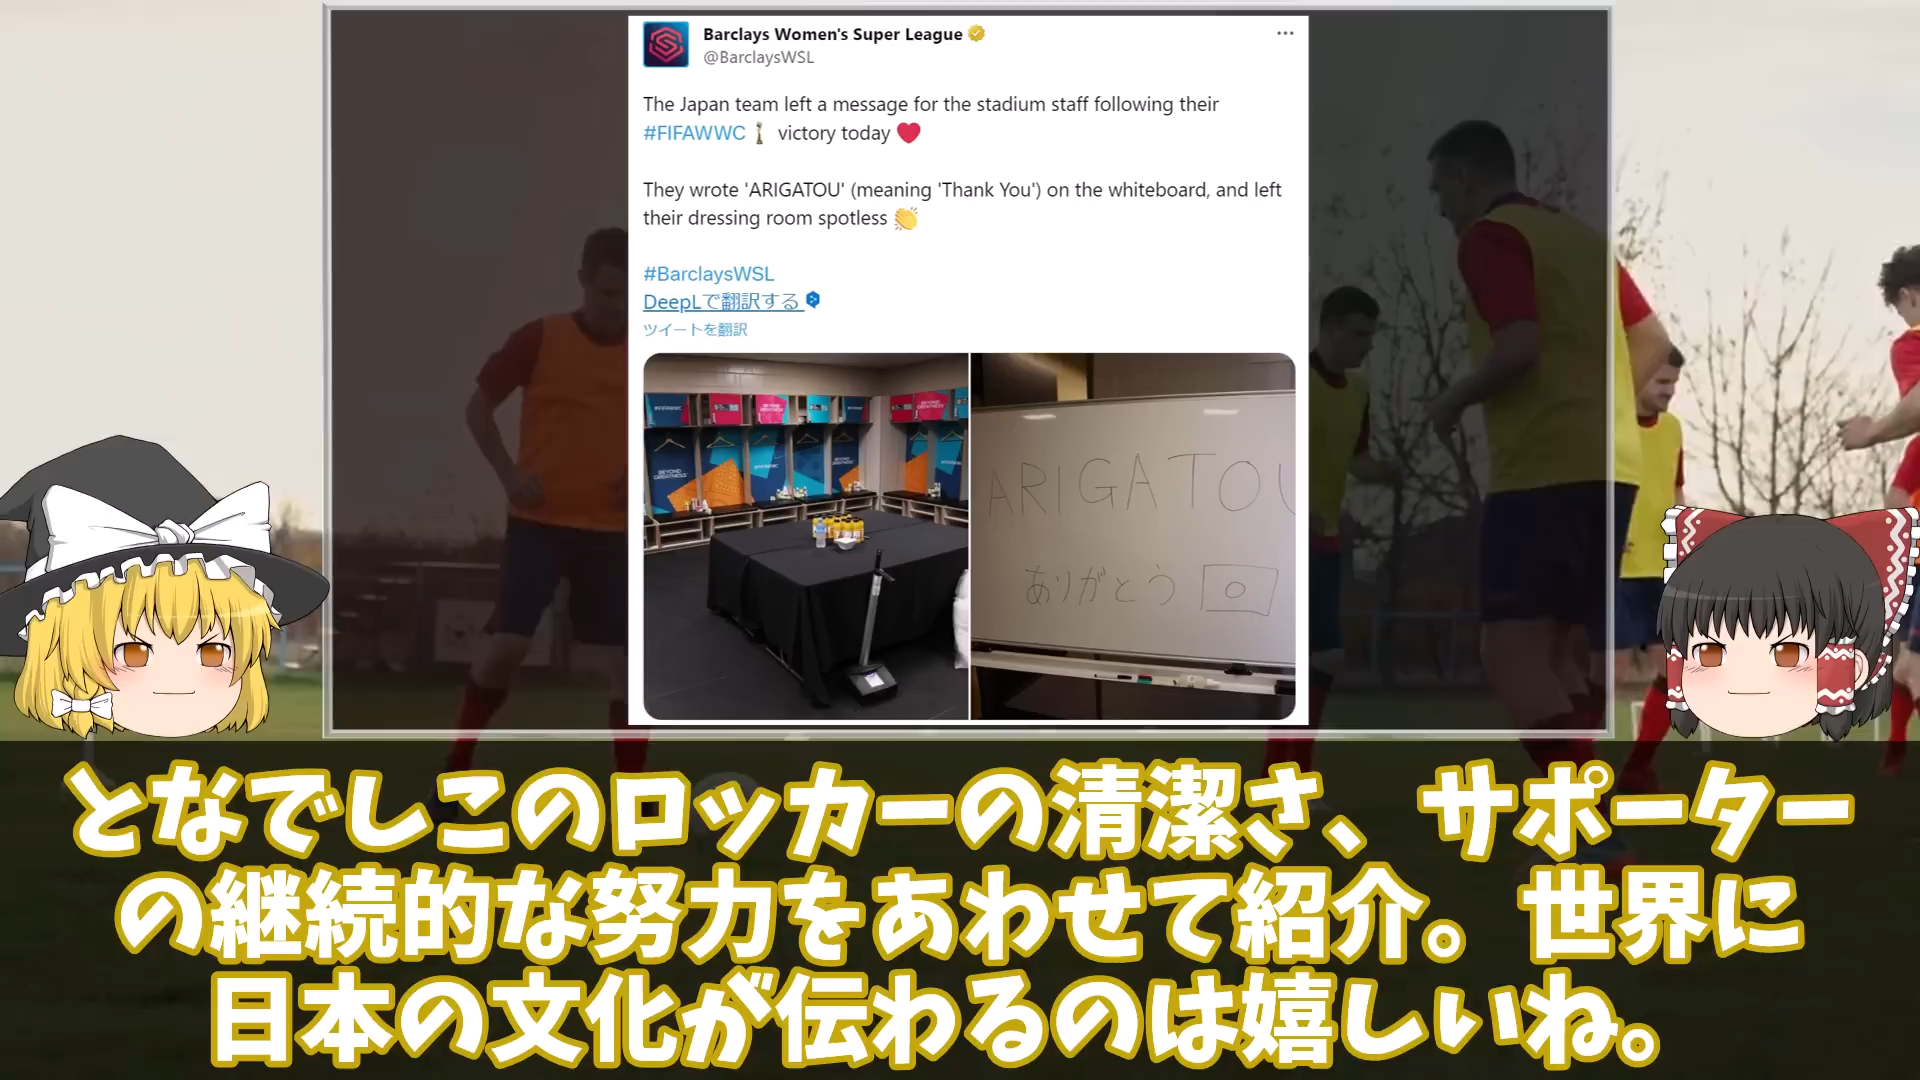 Barclays Women's Super League
@BarclaysWSL
The Japan team left a message for the stadium staff following their
#FIFAWWC victory today
They wrote 'ARIGATOU' (meaning 'Thank You') on the whiteboard, and left
their dressing room spotless
#BarclaysWSL
DeepLで翻訳する
ツイートを翻訳
BEYOND GREATNESS
ARIGATOU
ありがとう
となでしこのロッカーの清潔さ、サポーター
の継続的な努力をあわせて紹介。世界に
日本の文化が伝わるのは嬉しいね。